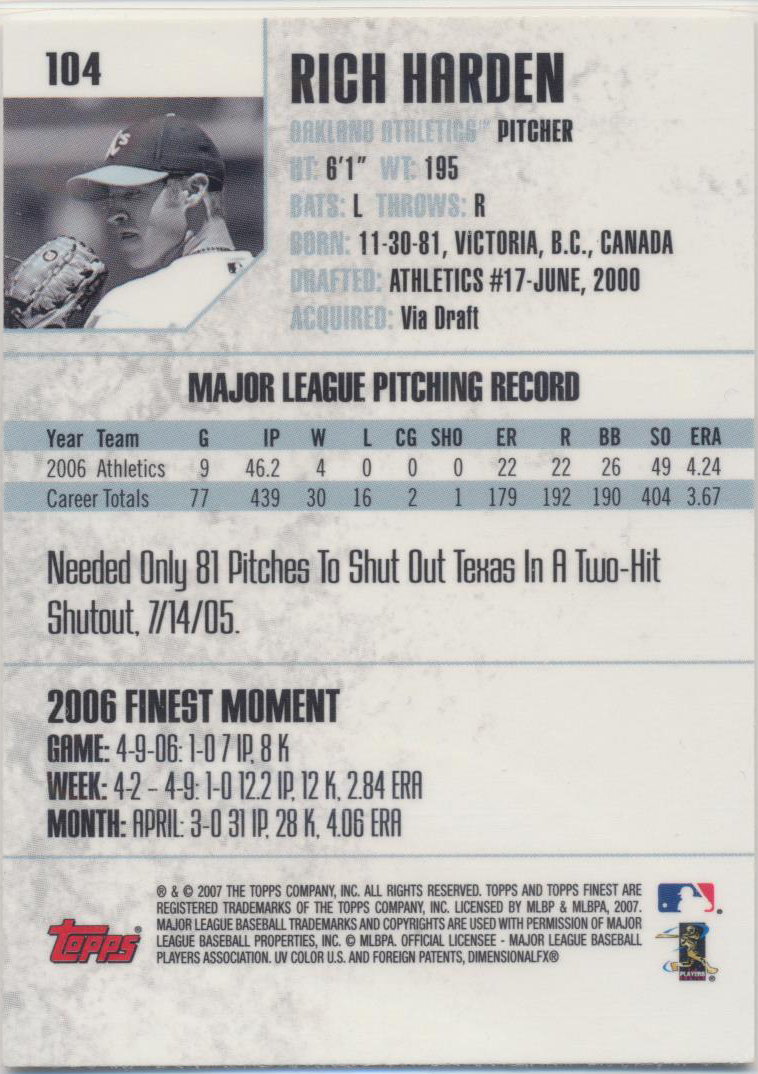 104
RICH HARDEN
OAKLAND ATHLETICS™ PITCHER
HT: 6'1" WT: 195
BATS: L THROWS: R
BORN: 11-30-81, VICTORIA, B.C., CANADA
DRAFTED: ATHLETICS #17-JUNE, 2000
ACQUIRED: Via Draft
A's
MAJOR LEAGUE PITCHING RECORD
Year Team G IP W L CG SHO ER R BB SO ERA
2006 Athletics 9 46.2 4 0 0 0 22 22 26 49 4.24
Career Totals 77 439 30 16 2 1 179 192 190 404 3.67
Needed Only 81 Pitches To Shut Out Texas In A Two-Hit
Shutout, 7/14/05.
2006 FINEST MOMENT
GAME: 4-9-06: 1-0 7 IP, 8 K
WEEK: 4-2 – 4-9: 1-0 12.2 IP, 12 K, 2.84 ERA
MONTH: APRIL: 3-0 31 IP, 28 K, 4.06 ERA
® & © 2007 THE TOPPS COMPANY, INC. ALL RIGHTS RESERVED. TOPPS AND TOPPS FINEST ARE
REGISTERED TRADEMARKS OF THE TOPPS COMPANY, INC. LICENSED BY MLBP & MLBPA, 2007.
MAJOR LEAGUE BASEBALL TRADEMARKS AND COPYRIGHTS ARE USED WITH PERMISSION OF MAJOR
LEAGUE BASEBALL PROPERTIES, INC. © MLBPA. OFFICIAL LICENSEE - MAJOR LEAGUE BASEBALL
PLAYERS ASSOCIATION. UV COLOR U.S. AND FOREIGN PATENTS, DIMENSIONALFX®
Topps®
PLAYERS